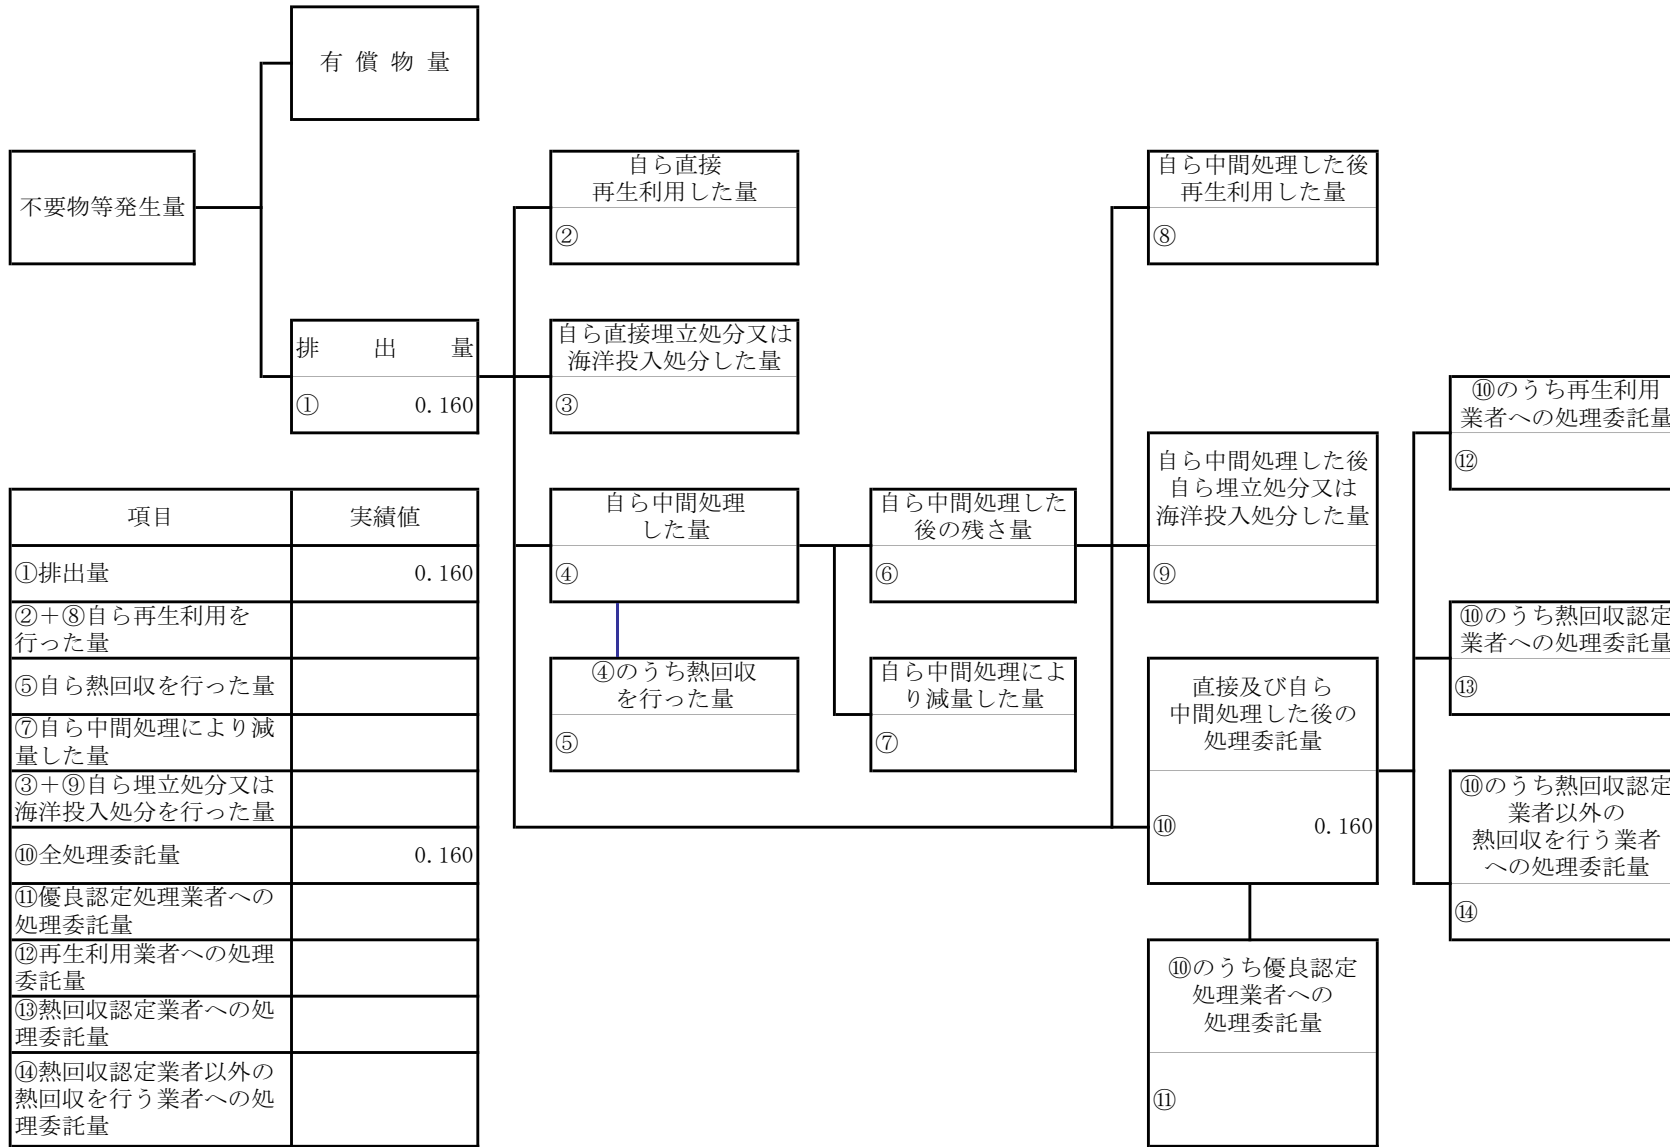 有償物量
不要物等発生量
自ら直接
再生利用した量
②
自ら中間処理した後
再生利用した量
⑧
排出量
① 0.160
自ら直接埋立処分又は
海洋投入処分した量
③
⑩のうち再生利用
業者への処理委託量
⑫
自ら中間処理した後
自ら埋立処分又は
海洋投入処分した量
⑨
自ら中間処理
した量
④
自ら中間処理した
後の残さ量
⑥
④のうち熱回収
を行った量
⑤
自ら中間処理によ
り減量した量
⑦
直接及び自ら
中間処理した後の
処理委託量
⑩ 0.160
⑩のうち熱回収認定
業者への処理委託量
⑬
⑩のうち熱回収認定
業者以外の
熱回収を行う業者
への処理委託量
⑭
⑩のうち優良認定
処理業者への
処理委託量
⑪
項目 実績値
①排出量 0.160
②＋⑧自ら再生利用を
行った量
⑤自ら熱回収を行った量
⑦自ら中間処理により減
量した量
③＋⑨自ら埋立処分又は
海洋投入処分を行った量
⑩全処理委託量 0.160
⑪優良認定処理業者への
処理委託量
⑫再生利用業者への処理
委託量
⑬熱回収認定業者への処
理委託量
⑭熱回収認定業者以外の
熱回収を行う業者への処
理委託量